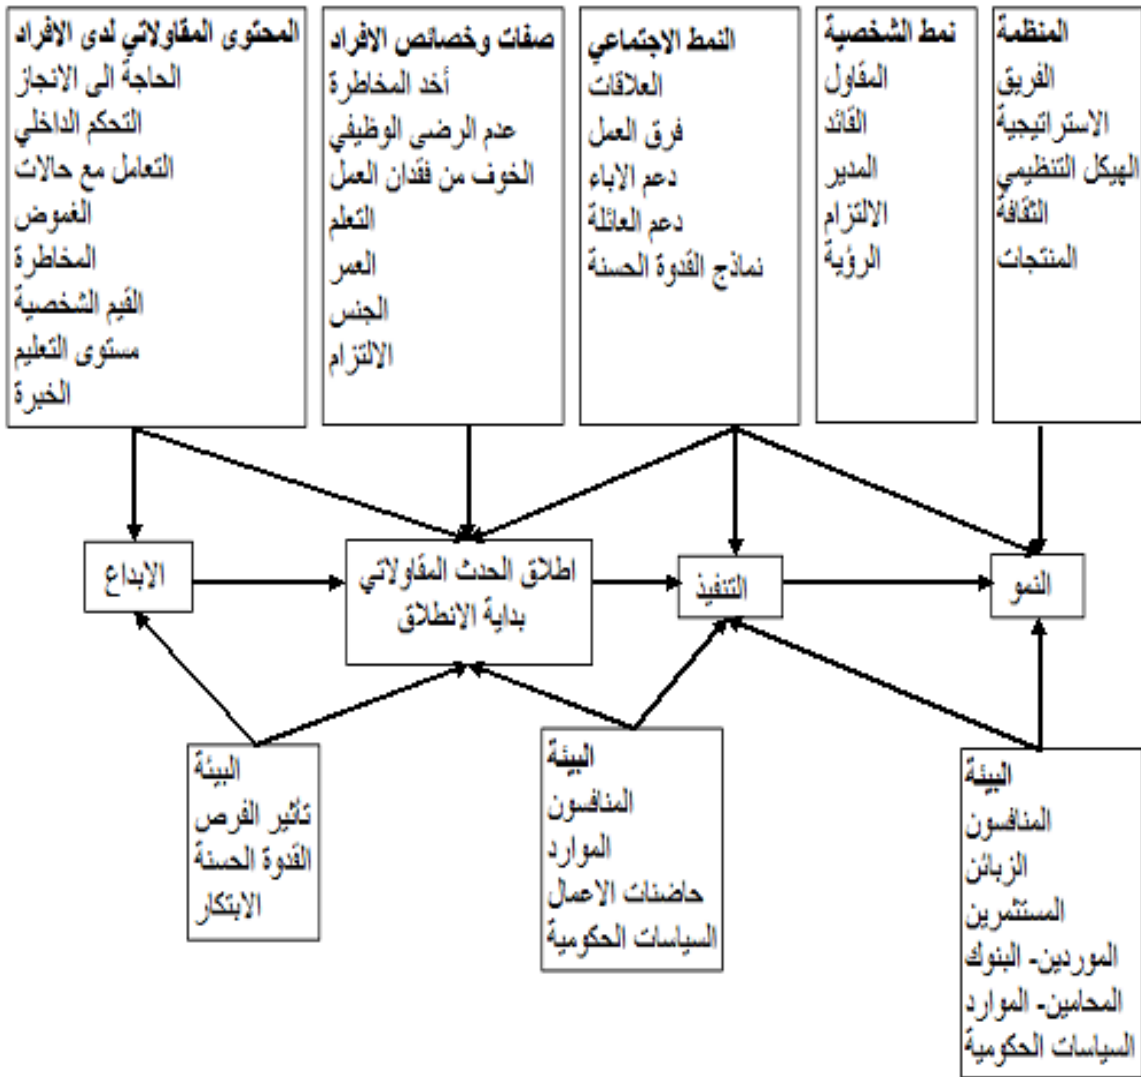 المحتوى المقاولاتي لدى الافراد
الحاجة الى الانجاز
التحكم الداخلي
التعامل مع حالات
الغموض
المخاطرة
القيم الشخصية
مستوى التعليم
الخبرة
صفات وخصائص الافراد
أخد المخاطرة
عدم الرضى الوظيفي
الخوف من فقدان العمل
التعلم
العمر
الجنس
الالتزام
النمط الاجتماعي
العلاقات
فرق العمل
دعم الاباء
دعم العائلة
نماذج القدوة الحسنة
نمط الشخصية
المقاول
القائد
المدير
الالتزام
الرؤية
المنظمة
الفريق
الاستراتيجية
الهيكل التنظيمي
الثقافة
المنتجات
الابداع
اطلاق الحدث المقاولاتي
بداية الانطلاق
التنفيذ
النمو
البيئة
تأثير الفرص
القدوة الحسنة
الابتكار
البيئة
المنافسون
الموارد
حاضنات الاعمال
السياسات الحكومية
البيئة
المنافسون
الزبائن
المستثمرين
الموردين- البنوك
المحامين- الموارد
السياسات الحكومية